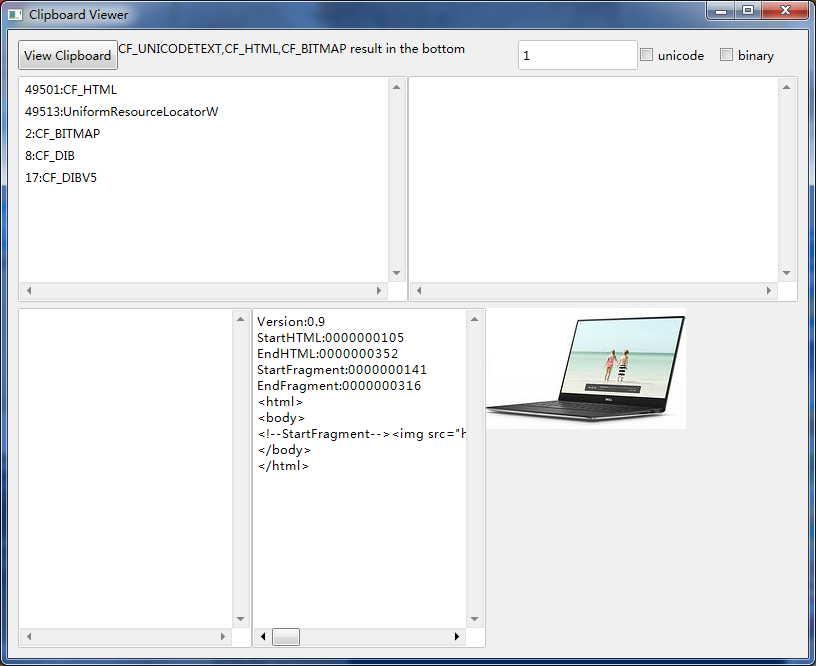 Clipboard Viewer
View Clipboard
CF_UNICODETEXT,CF_HTML,CF_BITMAP result in the bottom
1
unicode
binary
49501:CF_HTML
49513:UniformResourceLocatorW
2:CF_BITMAP
8:CF_DIB
17:CF_DIBV5
Version:0.9
StartHTML:0000000105
EndHTML:0000000352
StartFragment:0000000141
EndFragment:0000000316
<html>
<body>
<!--StartFragment--><img src="h
</body>
</html>
DELL